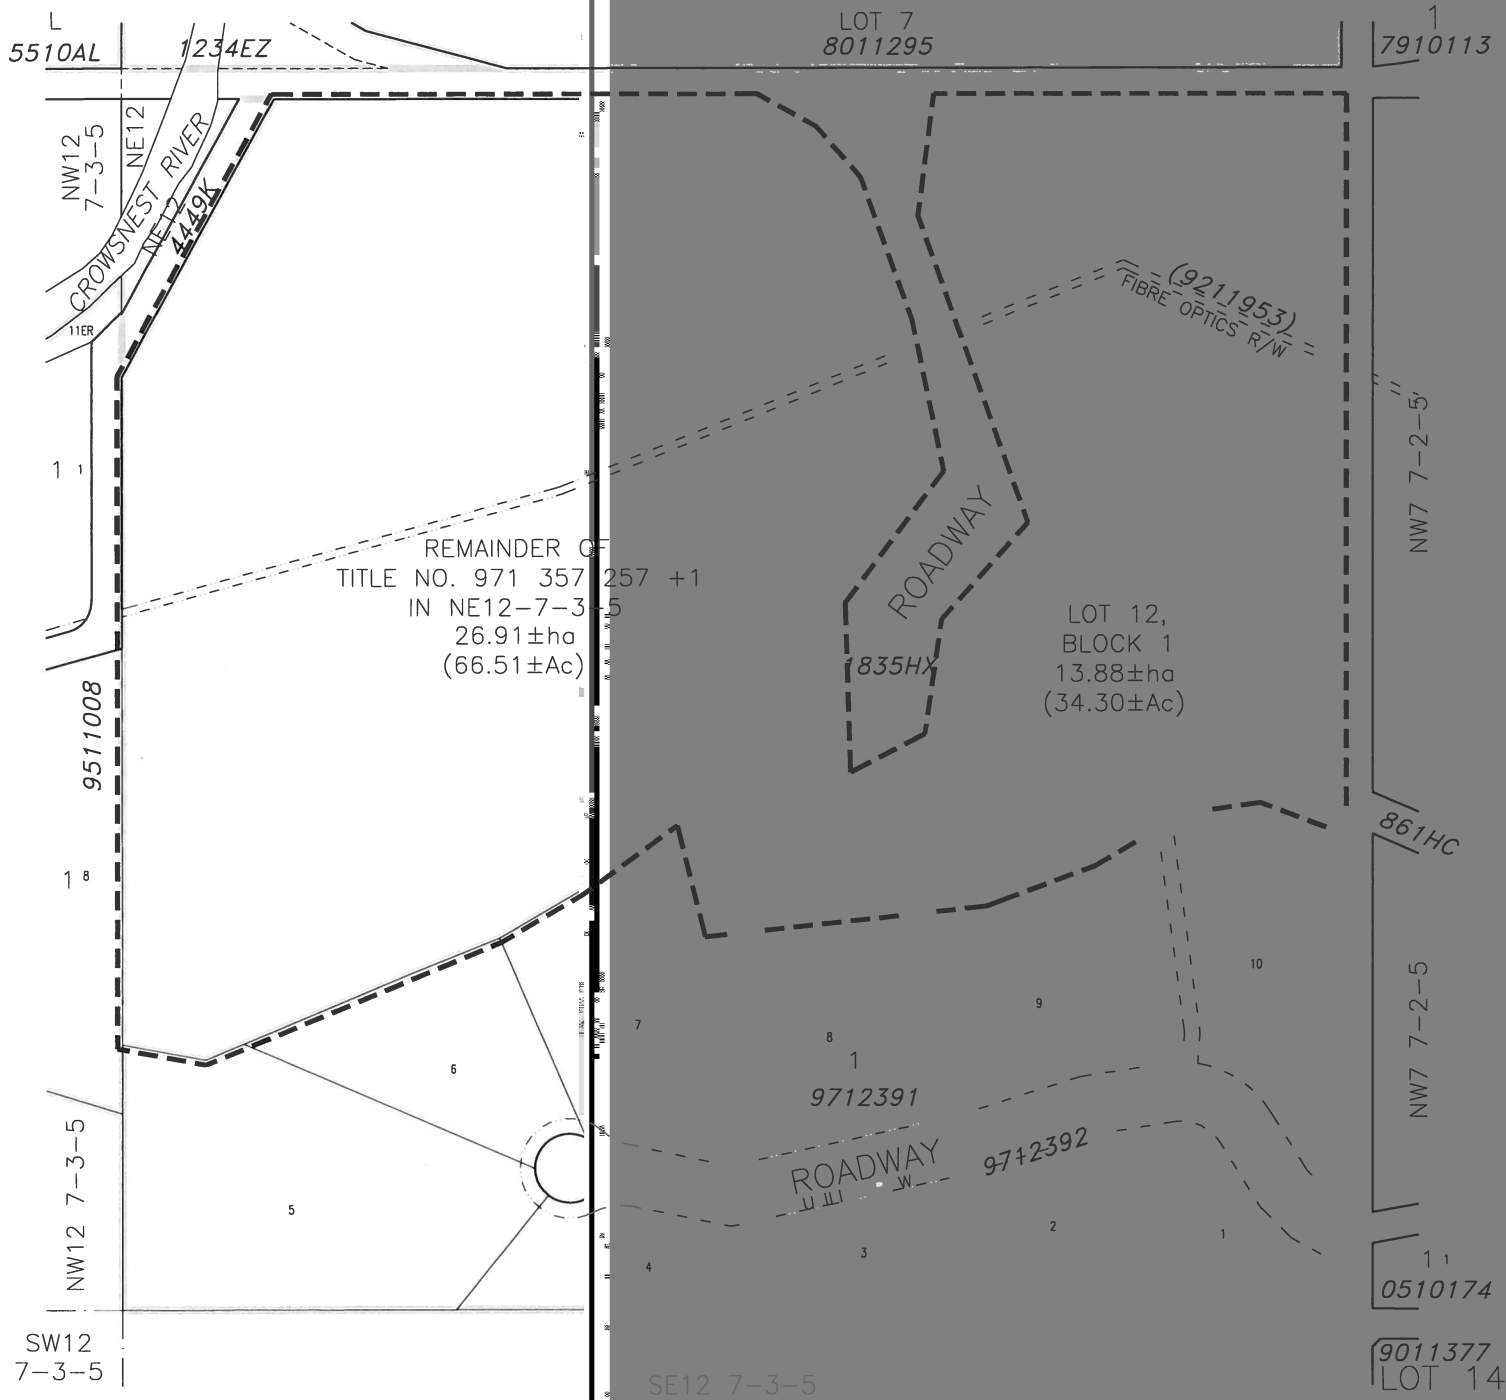 L
5510AL
1234EZ
LOT 7
8011295
1
7910113
NW12
7-3-5
NE12
CROWSNEST RIVER
NE12
4449K
11ER
(9211953)
FIBRE OPTICS R/W
NW7 7-2-5
1 1
REMAINDER OF
TITLE NO. 971 357 257 +1
IN NE12-7-3-5
26.91±ha
(66.51±Ac)
ROADWAY
1835HX
LOT 12,
BLOCK 1
13.88±ha
(34.30±Ac)
9511008
861HC
1 8
10
9
7
8
1
9712391
6
NW7 7-2-5
ROADWAY
9712392
W
NW12 7-3-5
5
4
3
2
1
1 1
0510174
SW12
7-3-5
9011377
LOT 14
SE12 7-3-5